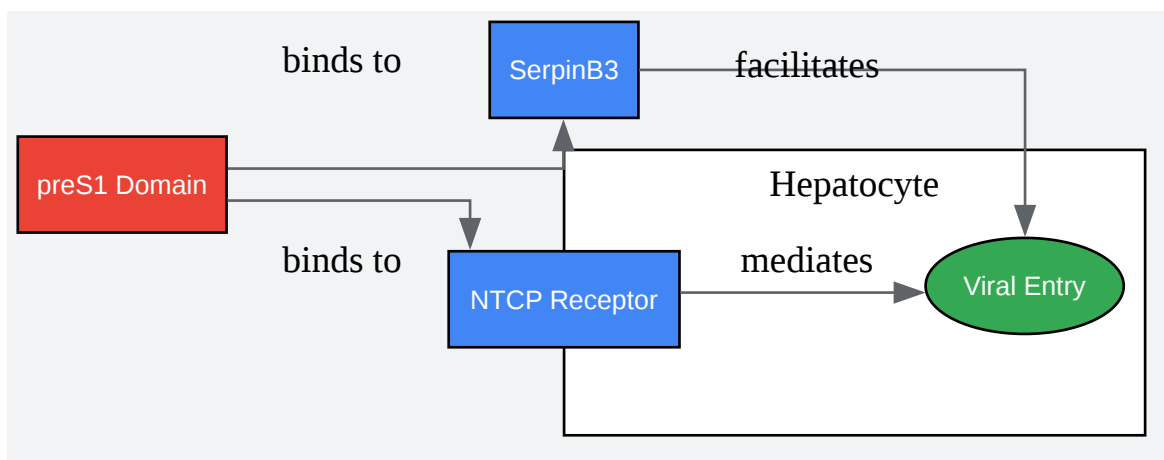 binds to
SerpinB3
facilitates
preS1 Domain
Hepatocyte
binds to
NTCP Receptor
mediates
Viral Entry